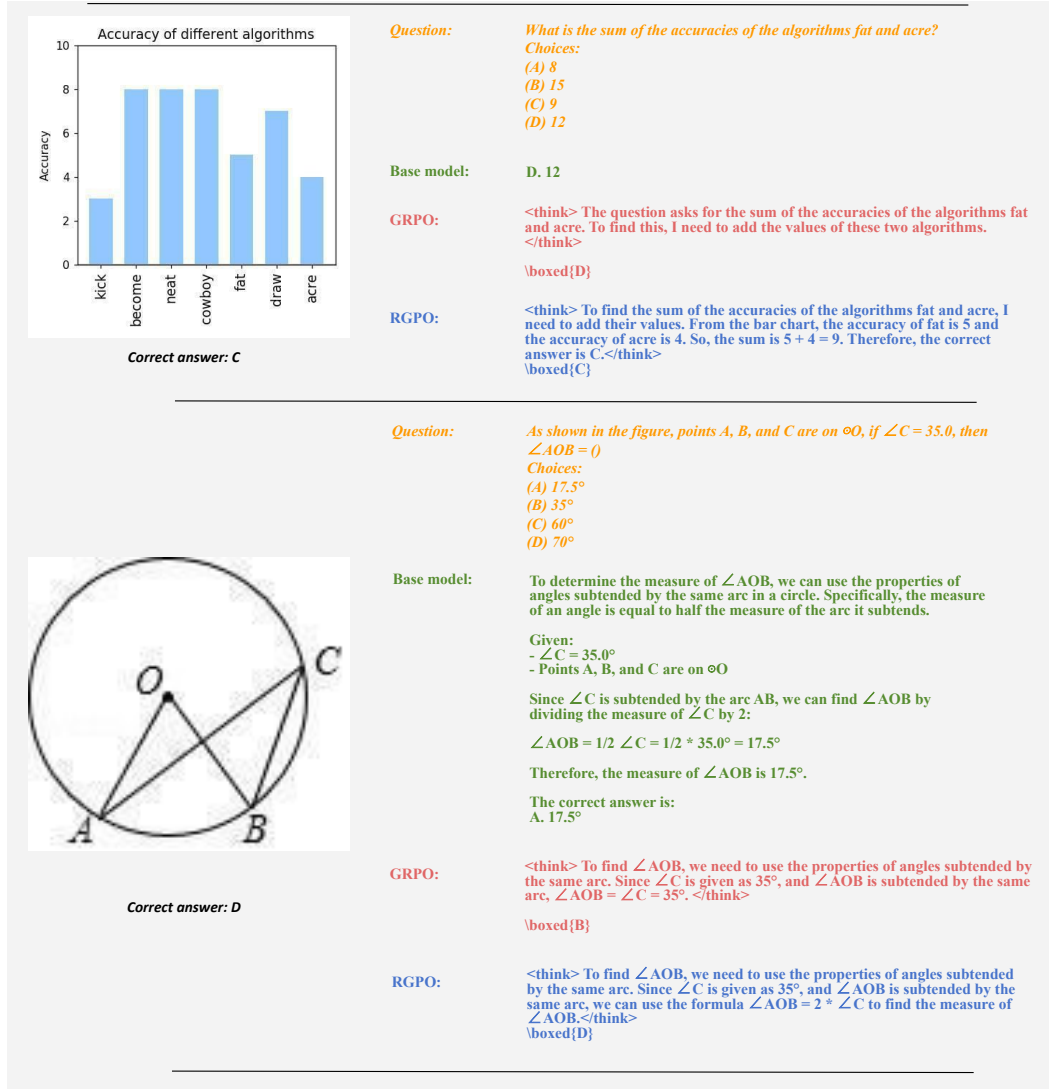 Accuracy of different algorithms
10
8
6
4
2
0
Accuracy
kick
become
neat
cowboy
fat
draw
acre
Correct answer: C
Question:
What is the sum of the accuracies of the algorithms fat and acre?
Choices:
(A) 8
(B) 15
(C) 9
(D) 12
Base model:
D. 12
GRPO:
<think> The question asks for the sum of the accuracies of the algorithms fat
and acre. To find this, I need to add the values of these two algorithms.
</think>
\boxed{D}
RGPO:
<think> To find the sum of the accuracies of the algorithms fat and acre, I
need to add their values. From the bar chart, the accuracy of fat is 5 and
the accuracy of acre is 4. So, the sum is 5 + 4 = 9. Therefore, the correct
answer is C.</think>
\boxed{C}
Question:
As shown in the figure, points A, B, and C are on ⊙O, if ∠C = 35.0, then
∠AOB = ()
Choices:
(A) 17.5°
(B) 35°
(C) 60°
(D) 70°
O
C
A
B
Correct answer: D
Base model:
To determine the measure of ∠AOB, we can use the properties of
angles subtended by the same arc in a circle. Specifically, the measure
of an angle is equal to half the measure of the arc it subtends.
Given:
- ∠C = 35.0°
- Points A, B, and C are on ⊙O
Since ∠C is subtended by the arc AB, we can find ∠AOB by
dividing the measure of ∠C by 2:
∠AOB = 1/2 ∠C = 1/2 * 35.0° = 17.5°
Therefore, the measure of ∠AOB is 17.5°.
The correct answer is:
A. 17.5°
GRPO:
<think> To find ∠AOB, we need to use the properties of angles subtended by
the same arc. Since ∠C is given as 35°, and ∠AOB is subtended by the same
arc, ∠AOB = ∠C = 35°. </think>
\boxed{B}
RGPO:
<think> To find ∠AOB, we need to use the properties of angles subtended
by the same arc. Since ∠C is given as 35°, and ∠AOB is subtended by the
same arc, we can use the formula ∠AOB = 2 * ∠C to find the measure of
∠AOB.</think>
\boxed{D}